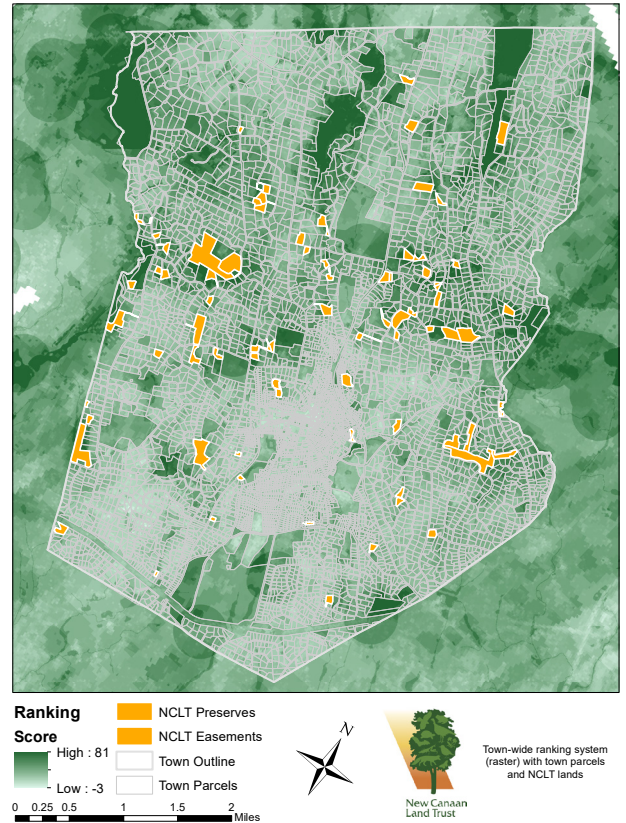 Ranking
Score
High : 81
Low : -3
NCLT Preserves
NCLT Easements
Town Outline
Town Parcels
0 0.25 0.5 1 1.5 2
Miles
N
New Canaan
Land Trust
Town-wide ranking system
(raster) with town parcels
and NCLT lands